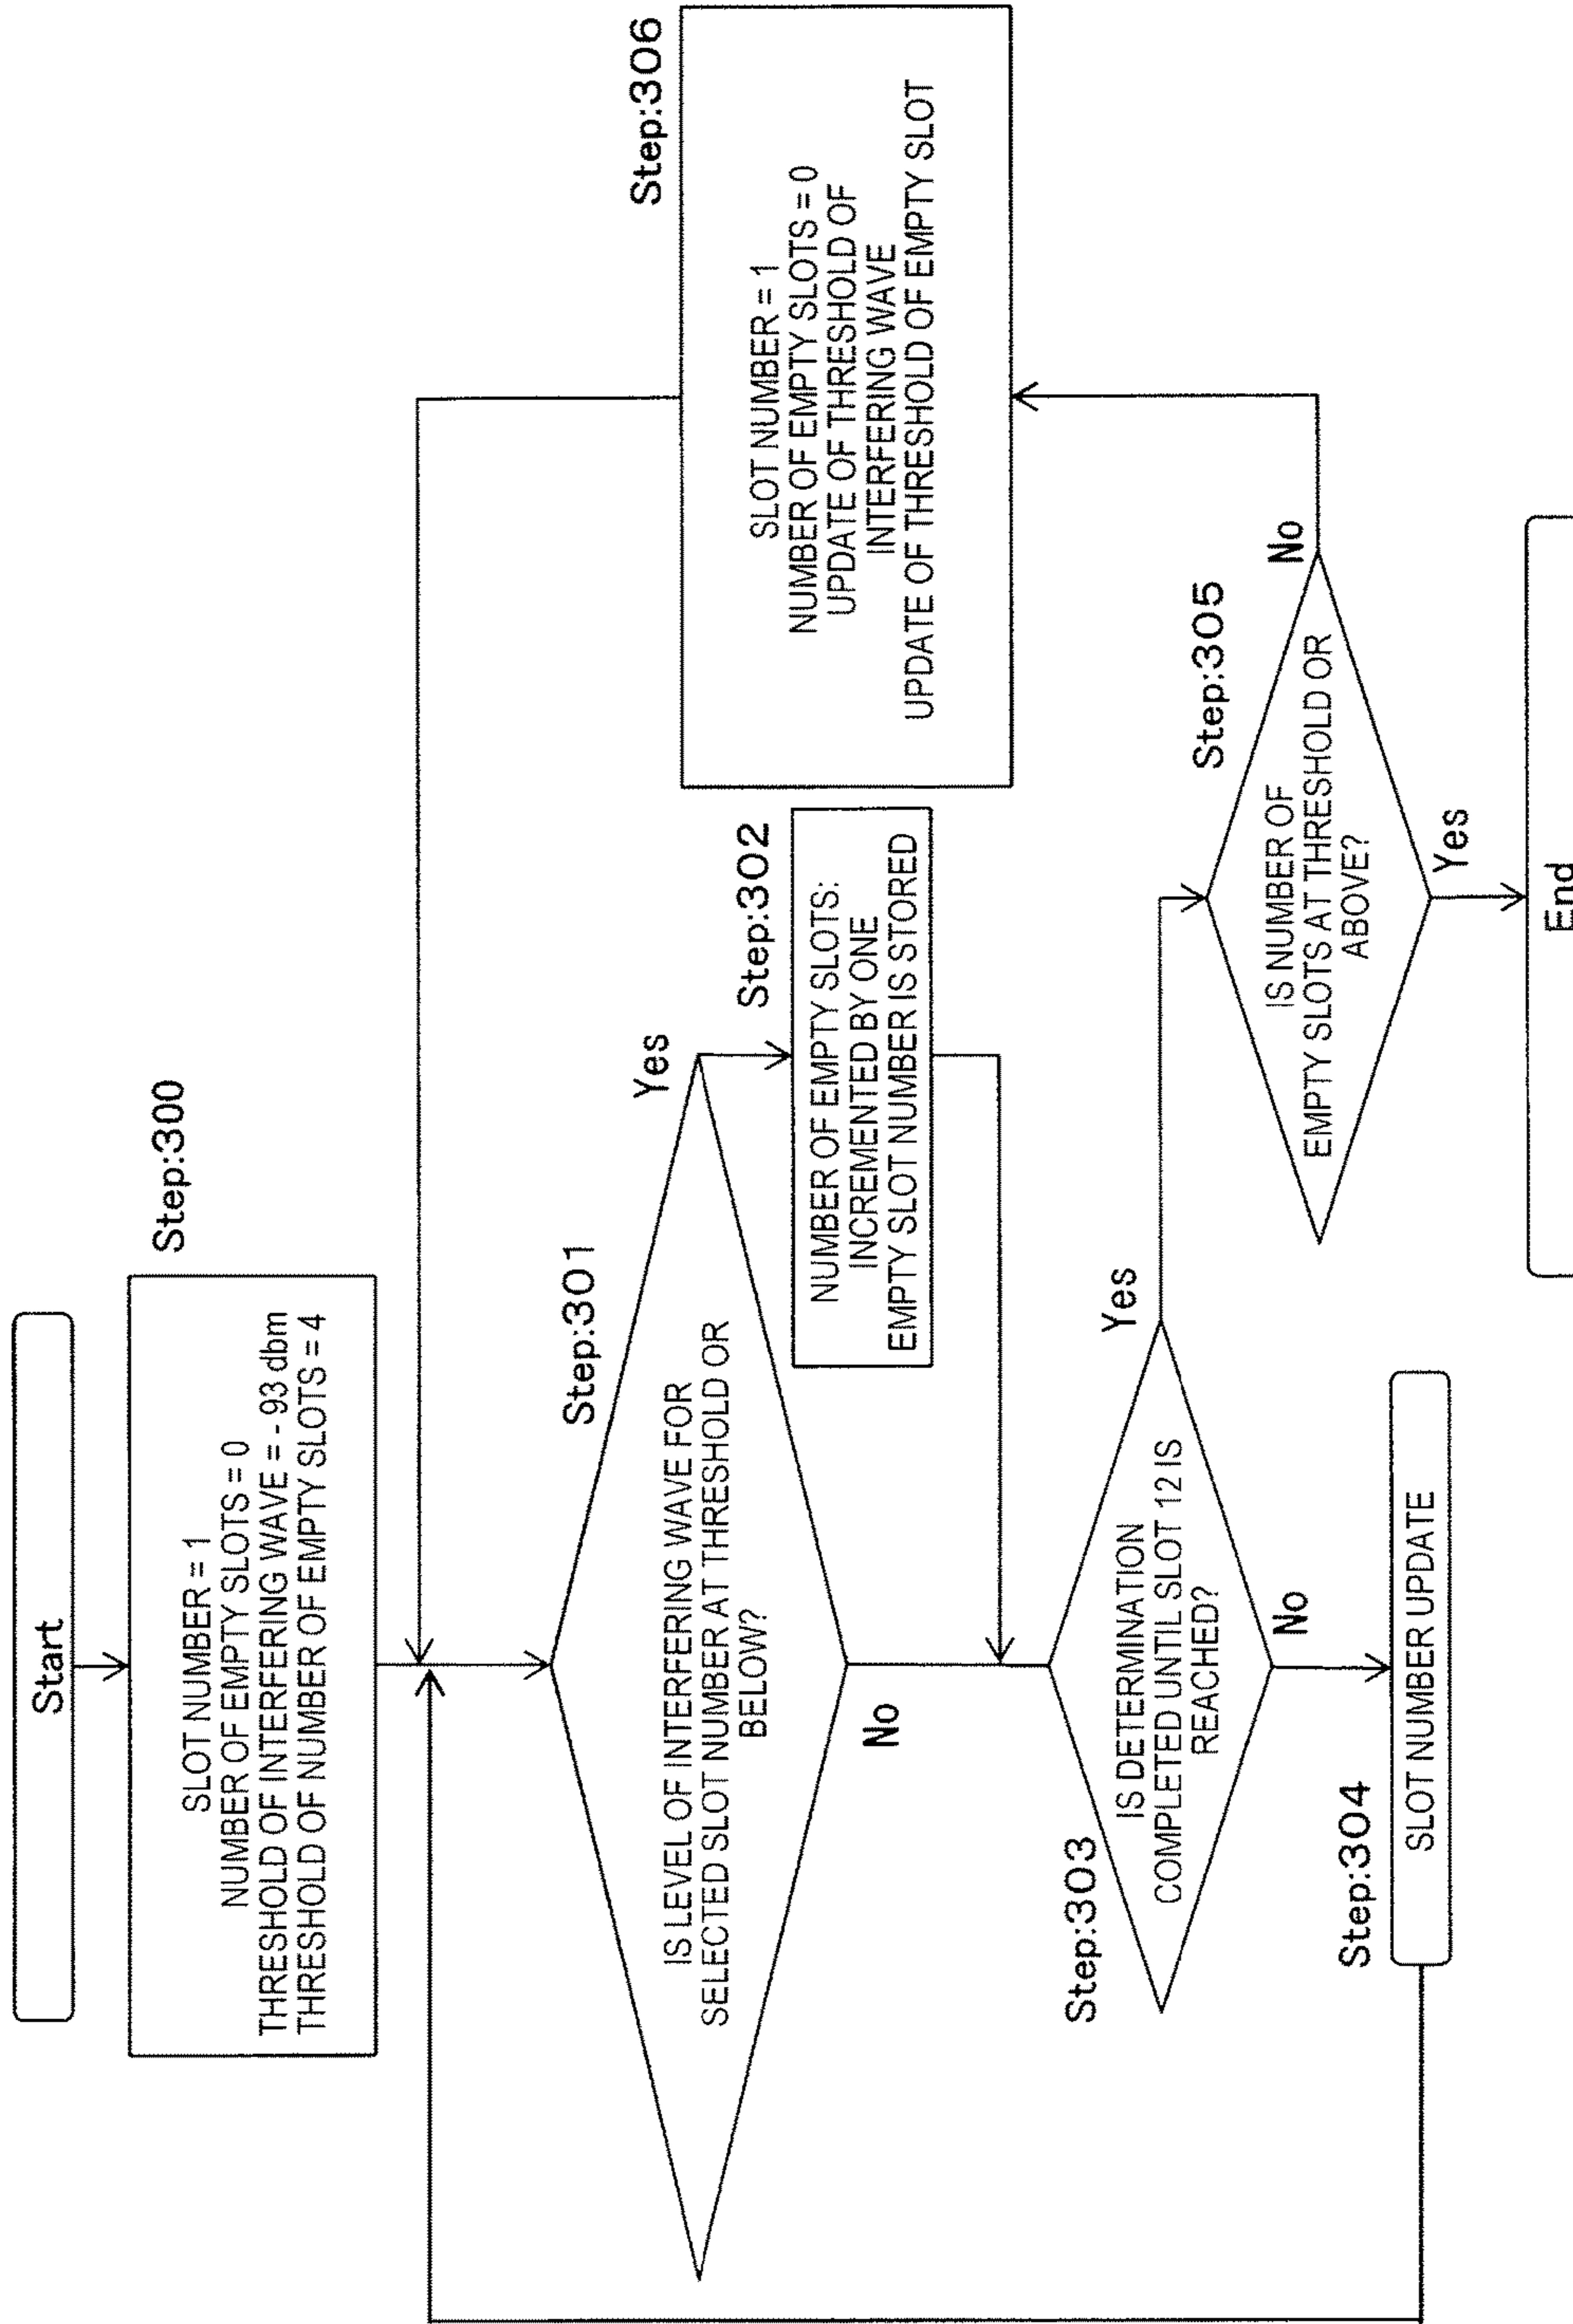 Start
Step:300
SLOT NUMBER = 1
NUMBER OF EMPTY SLOTS = 0
THRESHOLD OF INTERFERING WAVE = - 93 dbm
THRESHOLD OF NUMBER OF EMPTY SLOTS = 4
Step:301
IS LEVEL OF INTERFERING WAVE FOR
SELECTED SLOT NUMBER AT THRESHOLD OR
BELOW?
Yes
No
Step:302
NUMBER OF EMPTY SLOTS:
INCREMENTED BY ONE
EMPTY SLOT NUMBER IS STORED
Step:303
IS DETERMINATION
COMPLETED UNTIL SLOT 12 IS
REACHED?
Yes
No
Step:304
SLOT NUMBER UPDATE
Step:305
IS NUMBER OF
EMPTY SLOTS AT THRESHOLD OR
ABOVE?
No
Yes
Step:306
SLOT NUMBER = 1
NUMBER OF EMPTY SLOTS = 0
UPDATE OF THRESHOLD OF
INTERFERING WAVE
UPDATE OF THRESHOLD OF EMPTY SLOT
End